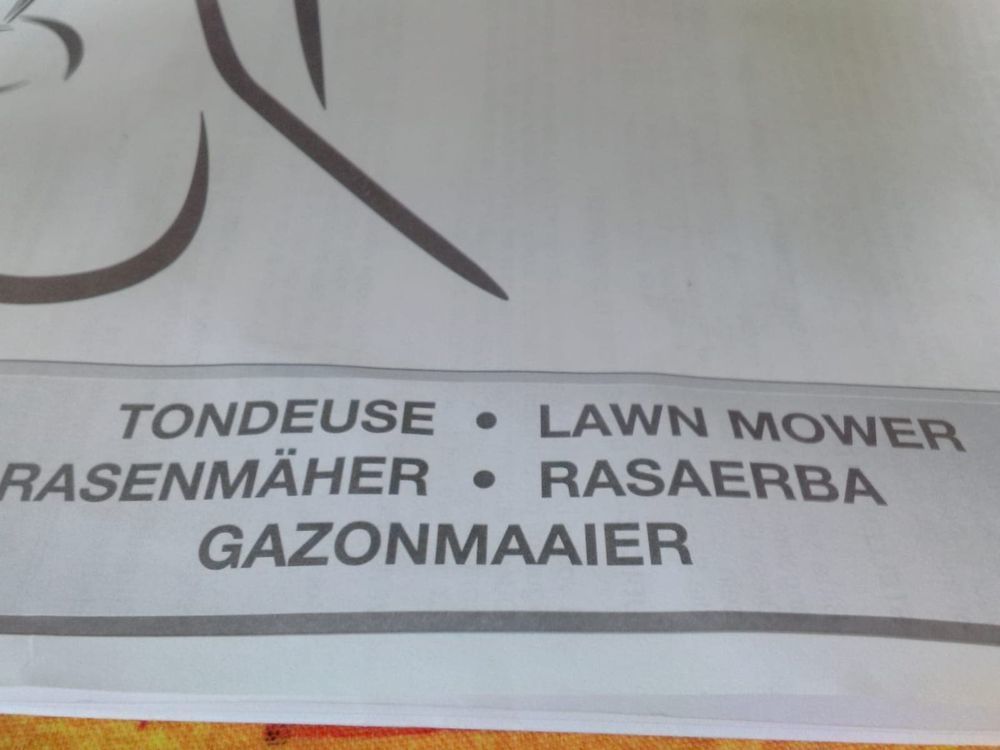 TONDEUSE • LAWN MOWER
RASENMÄHER • RASAERBA
GAZONMAAIER